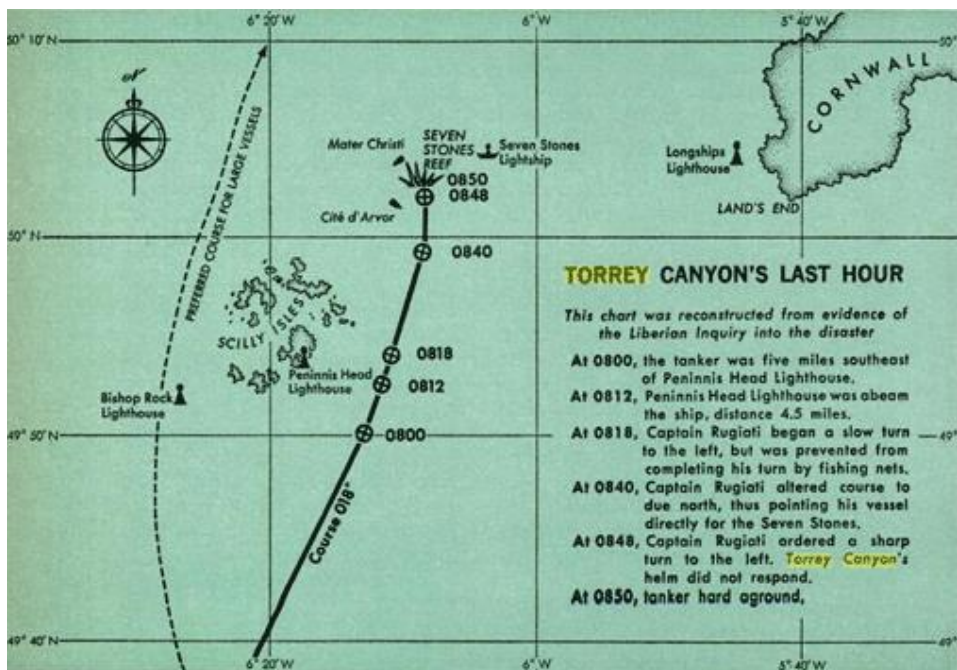 6° 20' W
6° W
5° 40' W
50° 10' N
50°
N
CORNWALL
Mater Christi
SEVEN
STONES
REEF
Seven Stones
Lightship
Longships
Lighthouse
0850
0848
LAND'S END
Cité d'Arvor
PREFERRED COURSE FOR LARGE VESSELS
50° N
0840
SCILLY ISLES
0818
Peninnis Head
Lighthouse
0812
Bishop Rock
Lighthouse
49° 50' N
0800
49°
Course 018°
TORREY CANYON'S LAST HOUR
This chart was reconstructed from evidence of
the Liberian Inquiry into the disaster
At 0800, the tanker was five miles southeast
of Peninnis Head Lighthouse.
At 0812, Peninnis Head Lighthouse was abeam
the ship, distance 4.5 miles.
At 0818, Captain Rugiati began a slow turn
to the left, but was prevented from
completing his turn by fishing nets.
At 0840, Captain Rugiati altered course to
due north, thus pointing his vessel
directly for the Seven Stones.
At 0848, Captain Rugiati ordered a sharp
turn to the left. Torrey Canyon's
helm did not respond.
At 0850, tanker hard aground,
49° 40' N
6° 20' W
6° W
5° 40' W